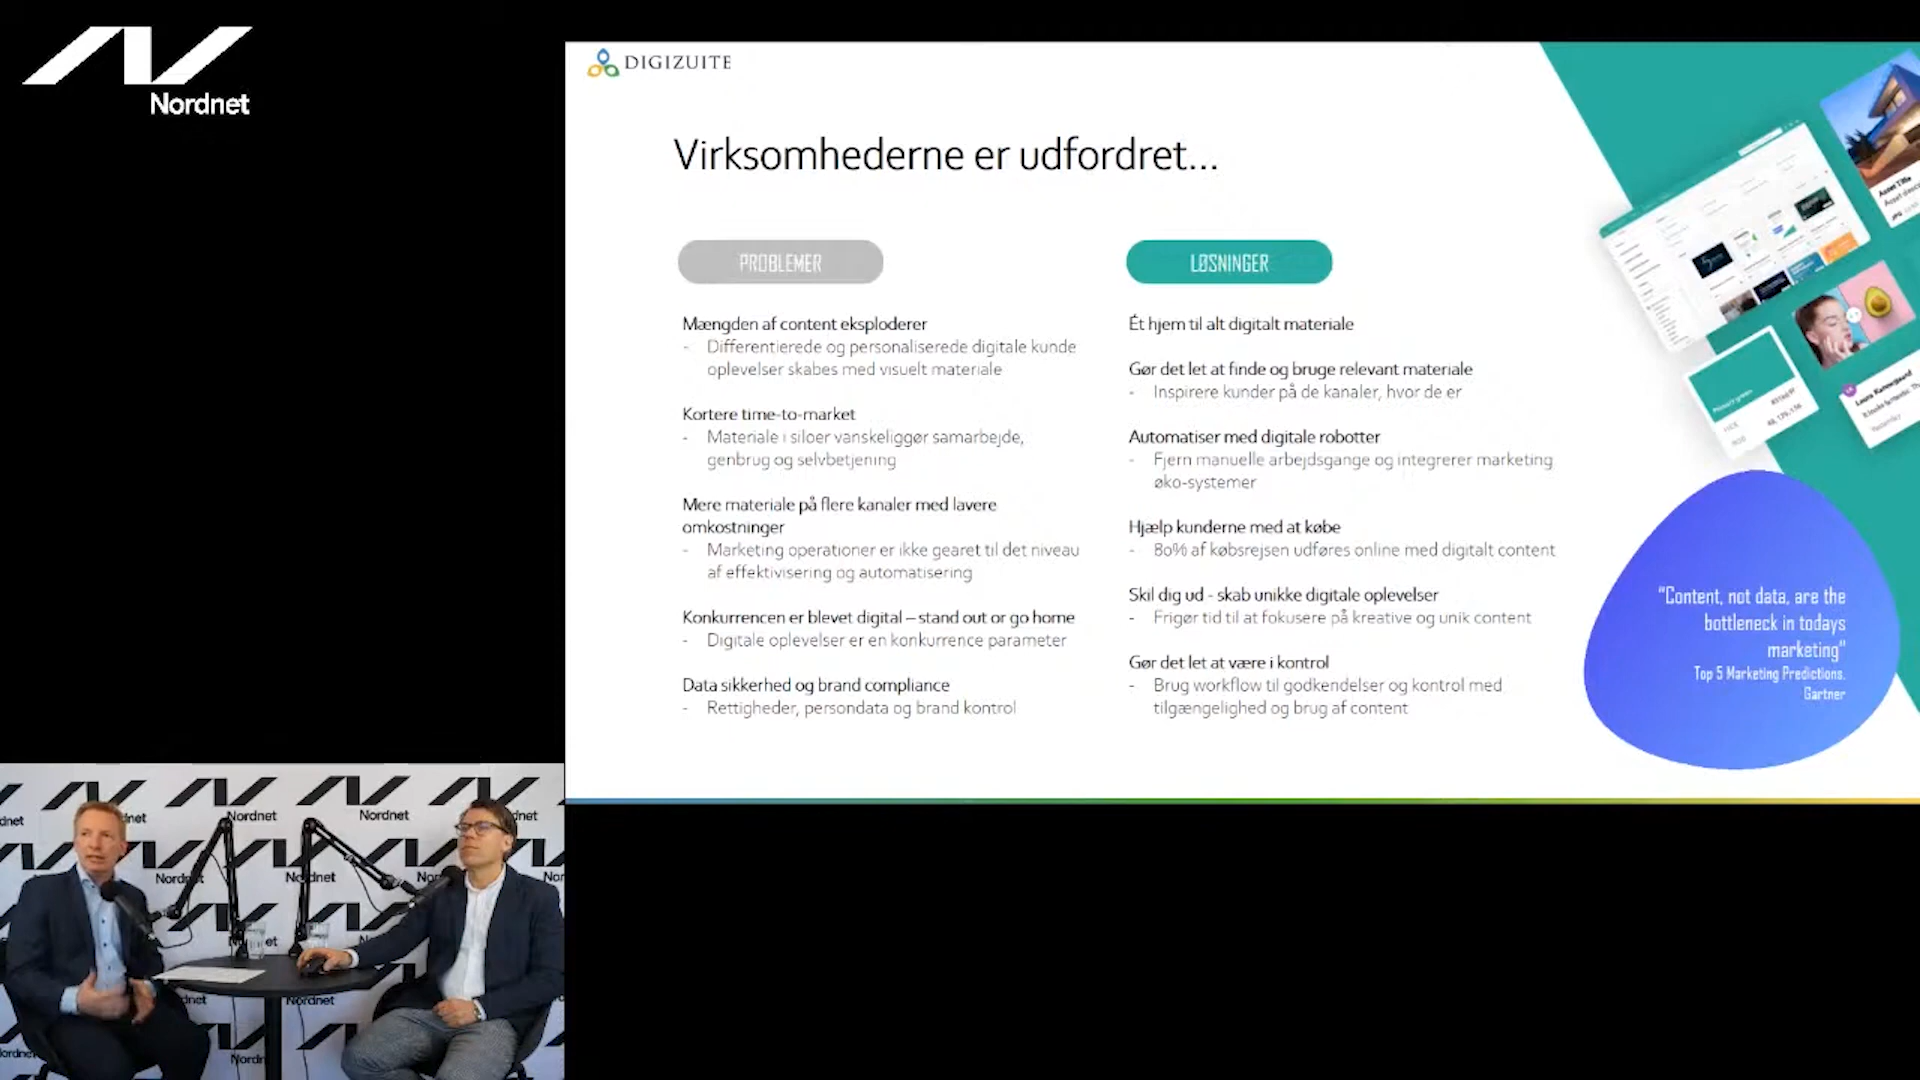 Nordnet
DIGIZUITE
Virksomhederne er udfordret...
PROBLEMER
Mængden af content eksploderer
- Differentierede og personaliserede digitale kunde
oplevelser skabes med visuelt materiale
Kortere time-to-market
- Materiale i siloer vanskeliggør samarbejde,
genbrug og selvbetjening
Mere materiale på flere kanaler med lavere
omkostninger
- Marketing operationer er ikke gearet til det niveau
af effektivisering og automatisering
Konkurrencen er blevet digital – stand out or go home
- Digitale oplevelser er en konkurrence parameter
Data sikkerhed og brand compliance
- Rettigheder, persondata og brand kontrol
LØSNINGER
Ét hjem til alt digitalt materiale
Gør det let at finde og bruge relevant materiale
- Inspirere kunder på de kanaler, hvor de er
Automatiser med digitale robotter
- Fjern manuelle arbejdsgange og integrerer marketing
øko-systemer
Hjælp kunderne med at købe
- 80% af købsrejsen udføres online med digitalt content
Skil dig ud - skab unikke digitale oplevelser
- Frigør tid til at fokusere på kreative og unik content
Gør det let at være i kontrol
- Brug workflow til godkendelser og kontrol med
tilgængelighed og brug af content
Asset Title
"Content, not data, are the
bottleneck in todays
marketing"
Top 5 Marketing Predictions.
Gartner
Nordnet
Nordnet
Nordnet
Nordnet